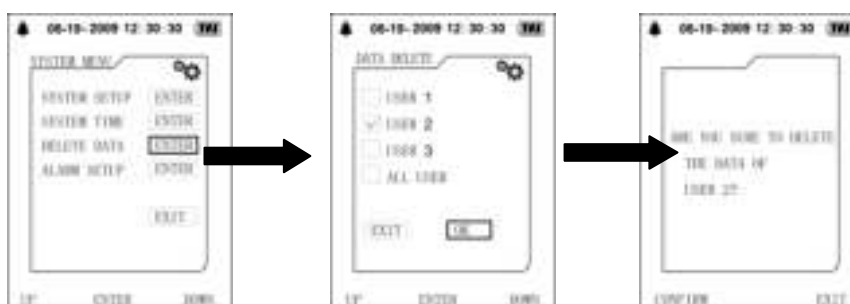 06-19-2009 12:30:30
SYSTEM MENU
SYSTEM SETUP ENTER
SYSTEM TIME ENTER
DELETE DATA ENTER
ALARM SETUP ENTER
EXIT
UP ENTER DOWN
06-19-2009 12:30:30
DATA DELETE
USER 1
USER 2
USER 3
ALL USER
EXIT OK
UP ENTER DOWN
06-19-2009 12:30:30
ARE YOU SURE TO DELETE
THE DATA OF
USER 2?
CONFIRM EXIT